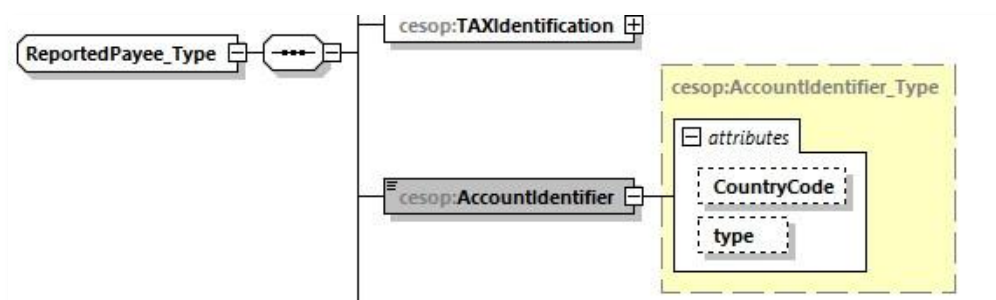 cesop:TAXIdentification
ReportedPayee_Type
cesop:AccountIdentifier_Type
attributes
CountryCode
cesop:AccountIdentifier
type